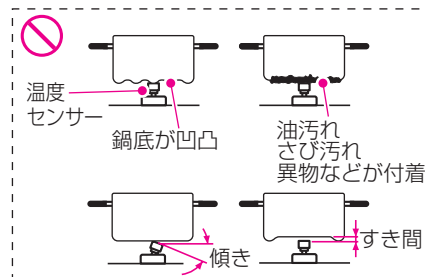 温度
センサー
鍋底が凹凸
油汚れ
さび汚れ
異物などが付着
傾き
すき間